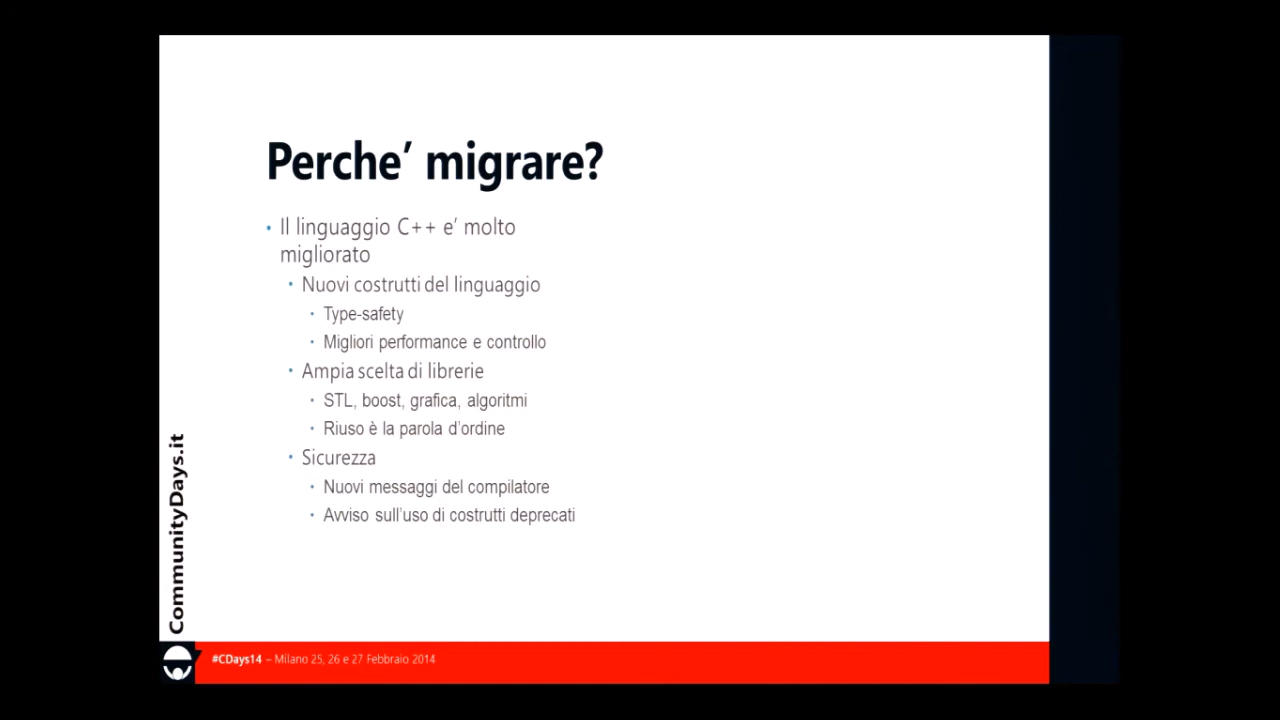 Perche’ migrare?
Il linguaggio C++ e’ molto
migliorato
Nuovi costrutti del linguaggio
Type-safety
Migliori performance e controllo
Ampia scelta di librerie
STL, boost, grafica, algoritmi
Riuso è la parola d’ordine
Sicurezza
Nuovi messaggi del compilatore
Avviso sull’uso di costrutti deprecati
CommunityDays.it
#CDays14 – Milano 25, 26 e 27 Febbraio 2014